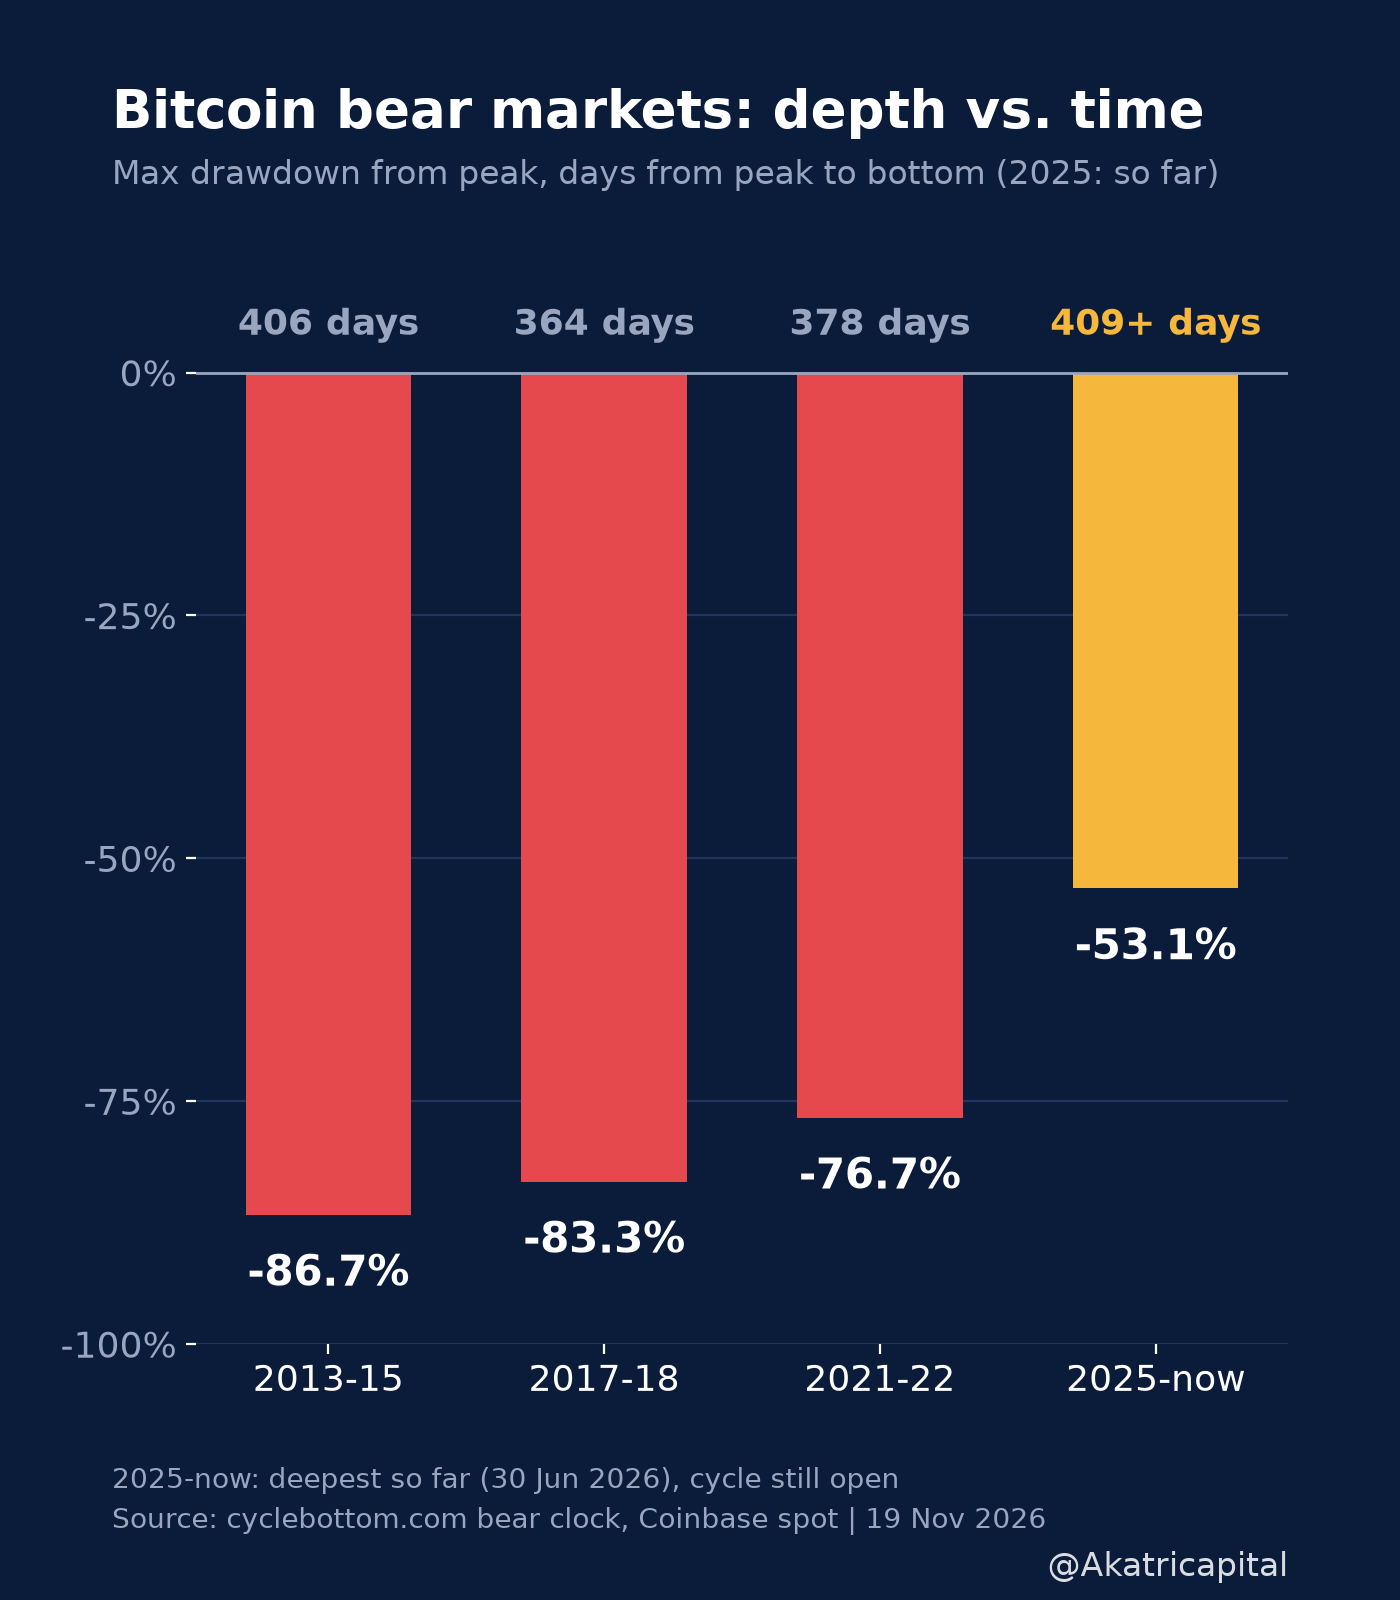 Bitcoin bear markets: depth vs. time
Max drawdown from peak, days from peak to bottom (2025: so far)
406 days 364 days 378 days 409+ days
0%
-25%
-50%
-53.1%
-75%
-76.7%
-83.3%
-86.7%
-100%
2013-15 2017-18 2021-22 2025-now
2025-now: deepest so far (30 Jun 2026), cycle still open
Source: cyclebottom.com bear clock, Coinbase spot | 19 Nov 2026
@Akatricapital